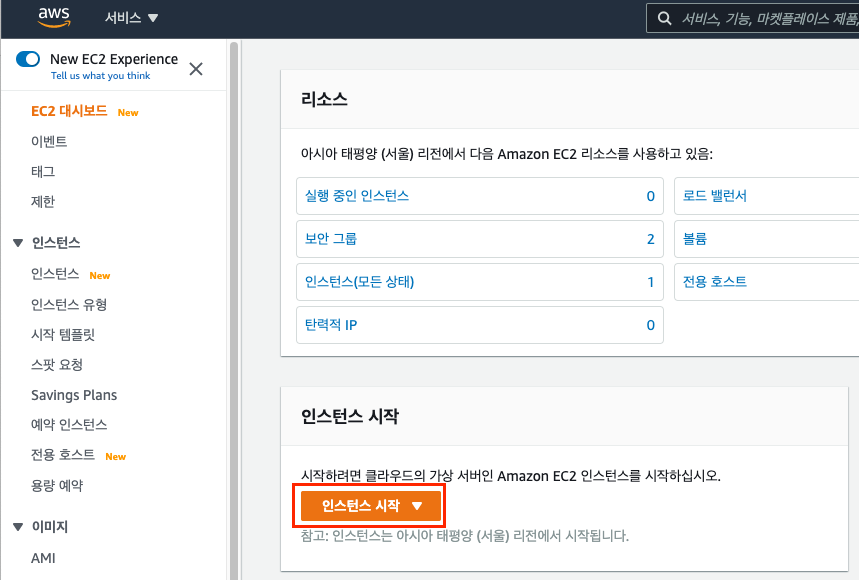 aws
서비스
서비스, 기능, 마켓플레이스 제품,
New EC2 Experience
Tell us what you think
EC2 대시보드 New
이벤트
태그
제한
인스턴스
인스턴스 New
인스턴스 유형
시작 템플릿
스팟 요청
Savings Plans
예약 인스턴스
전용 호스트 New
용량 예약
이미지
AMI
리소스
아시아 태평양 (서울) 리전에서 다음 Amazon EC2 리소스를 사용하고 있음:
실행 중인 인스턴스 0 로드 밸런서
보안 그룹 2 볼륨
인스턴스(모든 상태) 1 전용 호스트
탄력적 IP 0
인스턴스 시작
시작하려면 클라우드의 가상 서버인 Amazon EC2 인스턴스를 시작하십시오.
인스턴스 시작
참고: 인스턴스는 아시아 태평양 (서울) 리전에서 시작됩니다.